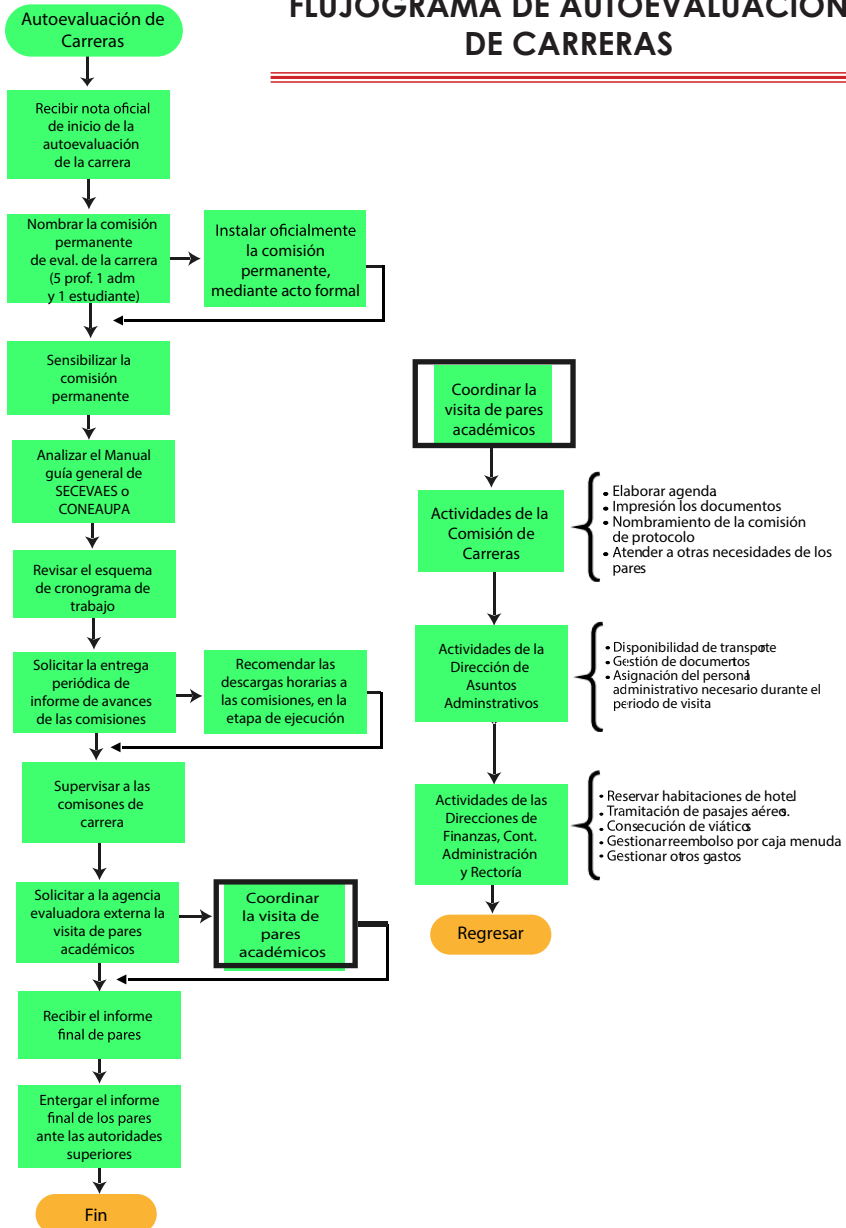 FLUJOGRAMA DE AUTOEVALUACIÓN
DE CARRERAS
Autoevaluación de
Carreras
Recibir nota oficial
de inicio de la
autoevaluación
de la carrera
Nombrar la comisión
permanente
de eval. de la carrera
(5 prof. 1 adm
y 1 estudiante)
Instalar oficialmente
la comisión
permanente,
mediante acto formal
Sensibilizar la
comisión
permanente
Analizar el Manual
guía general de
SECEVAES o
CONEAUPA
Revisar el esquema
de cronograma de
trabajo
Solicitar la entrega
periódica de
informe de avances
de las comisiones
Recomendar las
descargas horarias a
las comisiones, en la
etapa de ejecución
Supervisar a las
comisones de
carrera
Solicitar a la agencia
evaluadora externa la
visita de pares
académicos
Coordinar
la visita de
pares
académicos
Recibir el informe
final de pares
Entergar el informe
final de los pares
ante las autoridades
superiores
Fin
Coordinar la
visita de pares
académicos
Actividades de la
Comisión de
Carreras
• Elaborar agenda
• Impresión los documentos
• Nombramiento de la comisión
de protocolo
• Atender a otras necesidades de los
pares
Actividades de la
Dirección de
Asuntos
Adminstrativos
• Disponibilidad de transporte
• Gestión de documentos
• Asignación del personal
administrativo necesario durante el
periodo de visita
Actividades de las
Direcciones de
Finanzas, Cont.
Administración
y Rectoría
• Reservar habitaciones de hotel
• Tramitación de pasajes aéreos.
• Consecución de viáticos
• Gestionar reembolso por caja menuda
• Gestionar otros gastos
Regresar